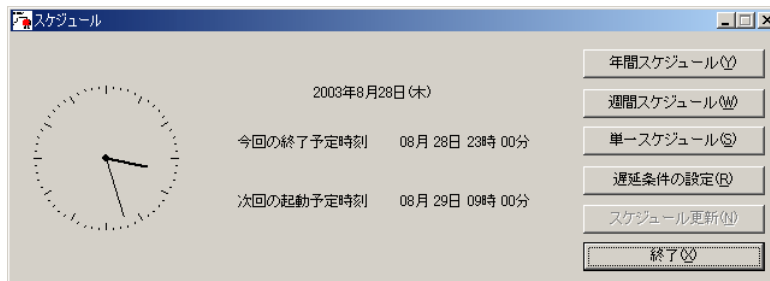 スケジュール
2003年8月28日(木)
今回の終了予定時刻 08月 28日 23時 00分
次回の起動予定時刻 08月 29日 09時 00分
年間スケジュール(Y)
週間スケジュール(W)
単一スケジュール(S)
遅延条件の設定(R)
スケジュール更新(N)
終了(X)